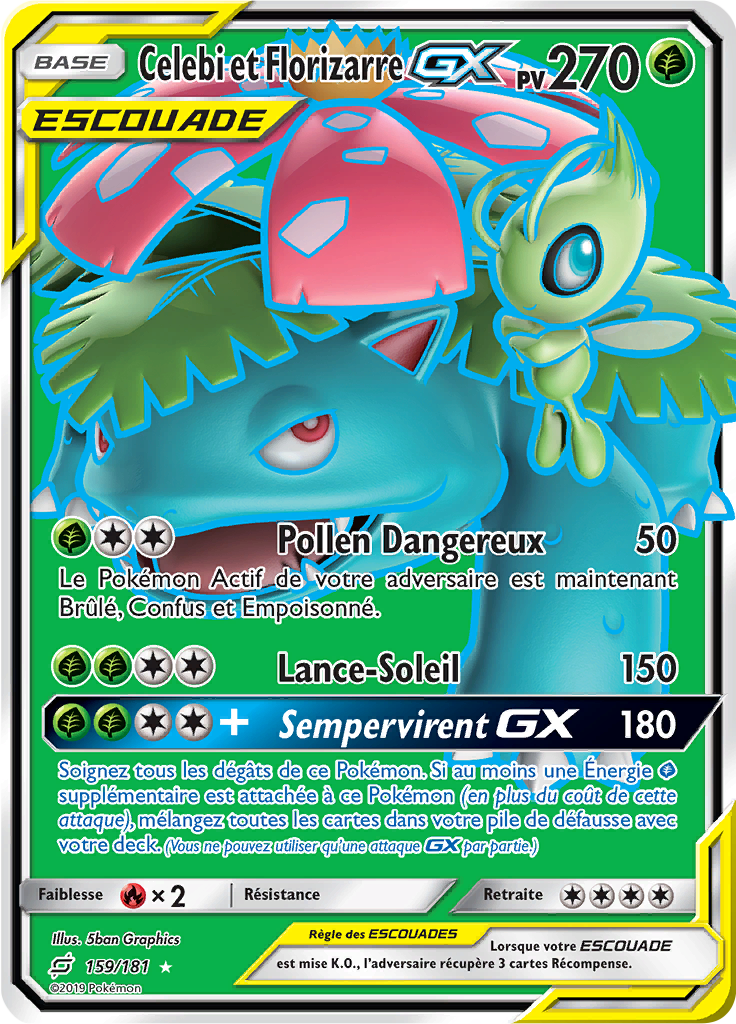 BASE Celebi et Florizarre GX PV 270
ESCOUADE
Pollen Dangereux 50
Le Pokémon Actif de votre adversaire est maintenant
Brûlé, Confus et Empoisonné.
Lance-Soleil 150
+ Sempervirent GX 180
Soignez tous les dégâts de ce Pokémon. Si au moins une Énergie
supplémentaire est attachée à ce Pokémon (en plus du coût de cette
attaque), mélangez toutes les cartes dans votre pile de défausse avec
votre deck. (Vous ne pouvez utiliser qu'une attaque GX par partie.)
Faiblesse × 2 Résistance Retraite
Illus. 5ban Graphics
159/181
©2019 Pokémon
Règle des ESCOUADES
Lorsque votre ESCOUADE
est mise K.O., l'adversaire récupère 3 cartes Récompense.